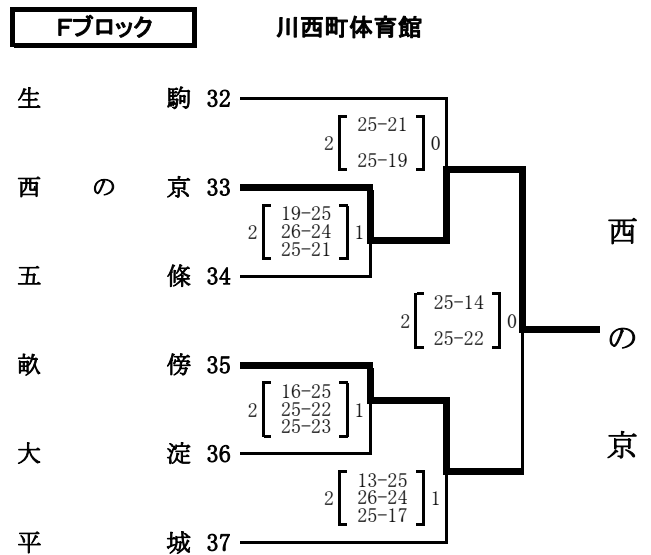 Fブロック 川西町体育館
生駒 32
2 25-21 0
25-19
西の京 33
19-25
2 26-24 1
25-21
五條 34
2 25-14 0
25-22
畝傍 35
16-25
2 25-22 1
25-23
大淀 36
13-25
2 26-24 1
25-17
平城 37
西の京